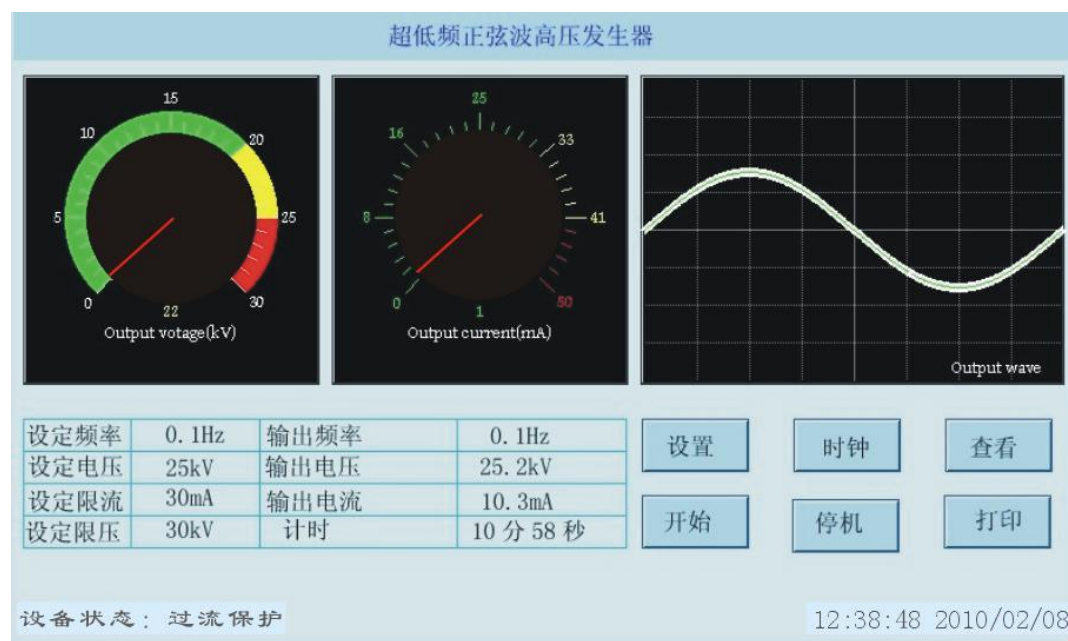 超低频正弦波高压发生器
0
5
10
15
20
25
30
22
Output votage(kV)
0
8
16
25
33
41
50
1
Output current(mA)
Output wave
设定频率 0.1Hz 输出频率 0.1Hz
设定电压 25kV 输出电压 25.2kV
设定限流 30mA 输出电流 10.3mA
设定限压 30kV 计时 10分58秒
设置 时钟 查看
开始 停机 打印
设备状态：过流保护
12:38:48 2010/02/08